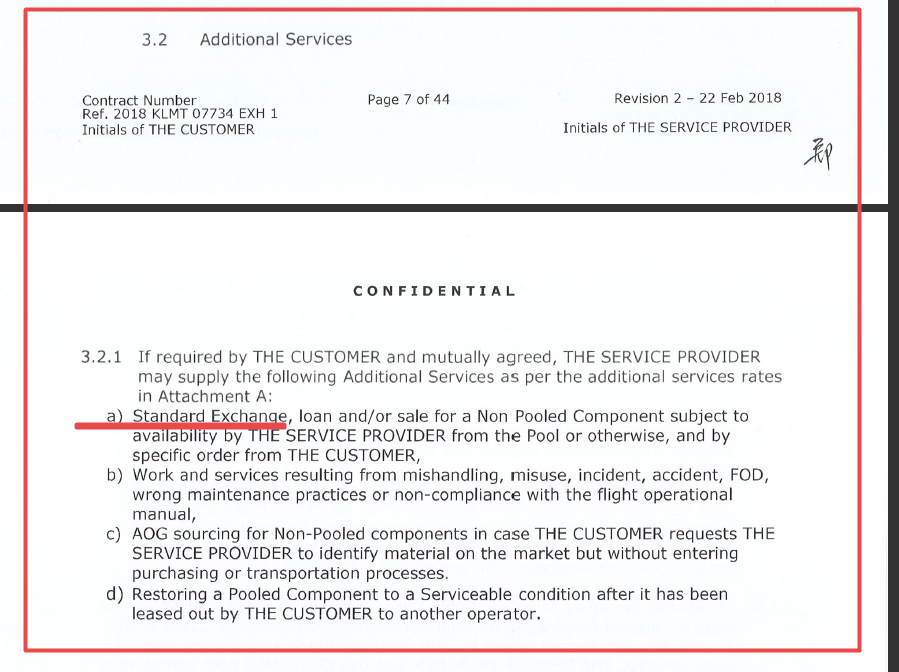 3.2 Additional Services
Contract Number
Ref. 2018 KLMT 07734 EXH 1
Initials of THE CUSTOMER
Page 7 of 44
Revision 2 – 22 Feb 2018
Initials of THE SERVICE PROVIDER
CONFIDENTIAL
3.2.1 If required by THE CUSTOMER and mutually agreed, THE SERVICE PROVIDER
may supply the following Additional Services as per the additional services rates
in Attachment A:
a) Standard Exchange, loan and/or sale for a Non Pooled Component subject to
availability by THE SERVICE PROVIDER from the Pool or otherwise, and by
specific order from THE CUSTOMER,
b) Work and services resulting from mishandling, misuse, incident, accident, FOD,
wrong maintenance practices or non-compliance with the flight operational
manual,
c) AOG sourcing for Non-Pooled components in case THE CUSTOMER requests THE
SERVICE PROVIDER to identify material on the market but without entering
purchasing or transportation processes.
d) Restoring a Pooled Component to a Serviceable condition after it has been
leased out by THE CUSTOMER to another operator.